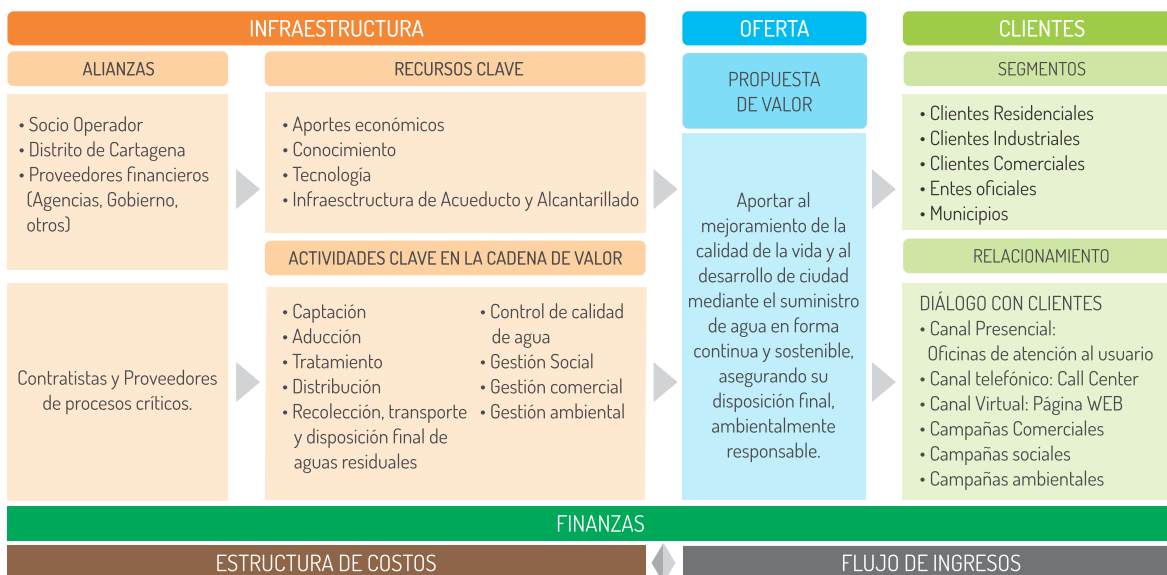 INFRAESTRUCTURA
ALIANZAS
• Socio Operador
• Distrito de Cartagena
• Proveedores financieros
(Agencias, Gobierno,
otros)
Contratistas y Proveedores
de procesos críticos.
RECURSOS CLAVE
• Aportes económicos
• Conocimiento
• Tecnología
• Infraesctructura de Acueducto y Alcantarillado
ACTIVIDADES CLAVE EN LA CADENA DE VALOR
• Captación
• Aducción
• Tratamiento
• Distribución
• Recolección, transporte
y disposición final de
aguas residuales
• Control de calidad
de agua
• Gestión Social
• Gestión comercial
• Gestión ambiental
OFERTA
PROPUESTA
DE VALOR
Aportar al
mejoramiento de la
calidad de la vida y al
desarrollo de ciudad
mediante el suministro
de agua en forma
continua y sostenible,
asegurando su
disposición final,
ambientalmente
responsable.
CLIENTES
SEGMENTOS
• Clientes Residenciales
• Clientes Industriales
• Clientes Comerciales
• Entes oficiales
• Municipios
RELACIONAMIENTO
DIÁLOGO CON CLIENTES
• Canal Presencial:
Oficinas de atención al usuario
• Canal telefónico: Call Center
• Canal Virtual: Página WEB
• Campañas Comerciales
• Campañas sociales
• Campañas ambientales
FINANZAS
ESTRUCTURA DE COSTOS
FLUJO DE INGRESOS